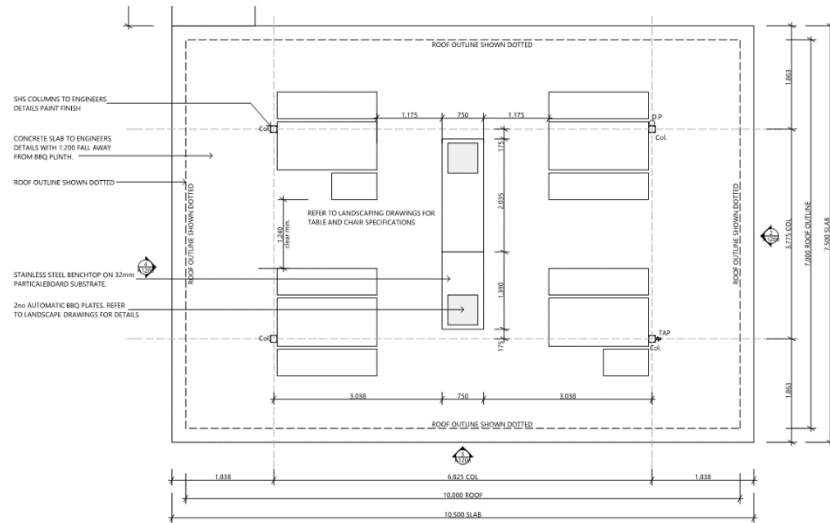 ROOF OUTLINE SHOWN DOTTED
SHS COLUMNS TO ENGINEERS
DETAILS PAINT FINISH
CONCRETE SLAB TO ENGINEERS
DETAILS WITH 1:200 FALL AWAY
FROM BBQ PLINTH.
ROOF OUTLINE SHOWN DOTTED
STAINLESS STEEL BENCHTOP ON 32mm
PARTICALEBOARD SUBSTRATE.
2no AUTOMATIC BBQ PLATES. REFER
TO LANDSCAPE DRAWINGS FOR DETAILS
1,175
750
1,175
D.P
Col.
Col.
175
2,035
REFER TO LANDSCAPING DRAWINGS FOR
TABLE AND CHAIR SPECIFICATIONS
1,240
clear min.
ROOF OUTLINE SHOWN DOTTED
ROOF OUTLINE SHOWN DOTTED
1,390
175
TAP
Col.
Col.
3,038
750
3,038
ROOF OUTLINE SHOWN DOTTED
1,863
3,775 COL
7,000 ROOF OUTLINE
7,500 SLAB
1,863
1,838
6,825 COL
1,838
10,000 ROOF
10,500 SLAB